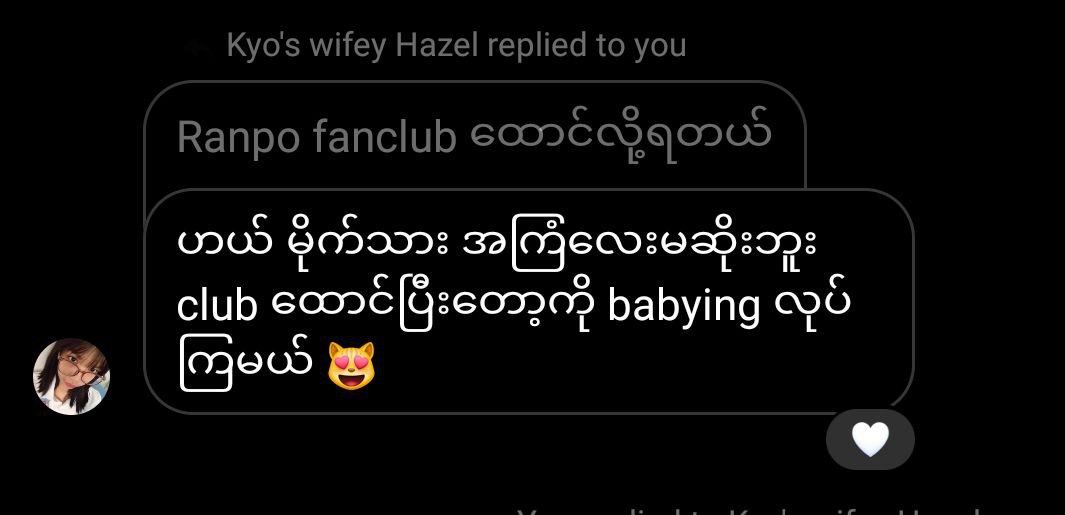 Kyo's wifey Hazel replied to you
Ranpo fanclub ထောင်လို့ရတယ်
ဟယ် မိုက်သား အကြံလေးမဆိုးဘူး
club ထောင်ပြီးတော့ကို babying လုပ်
ကြမယ် 😻